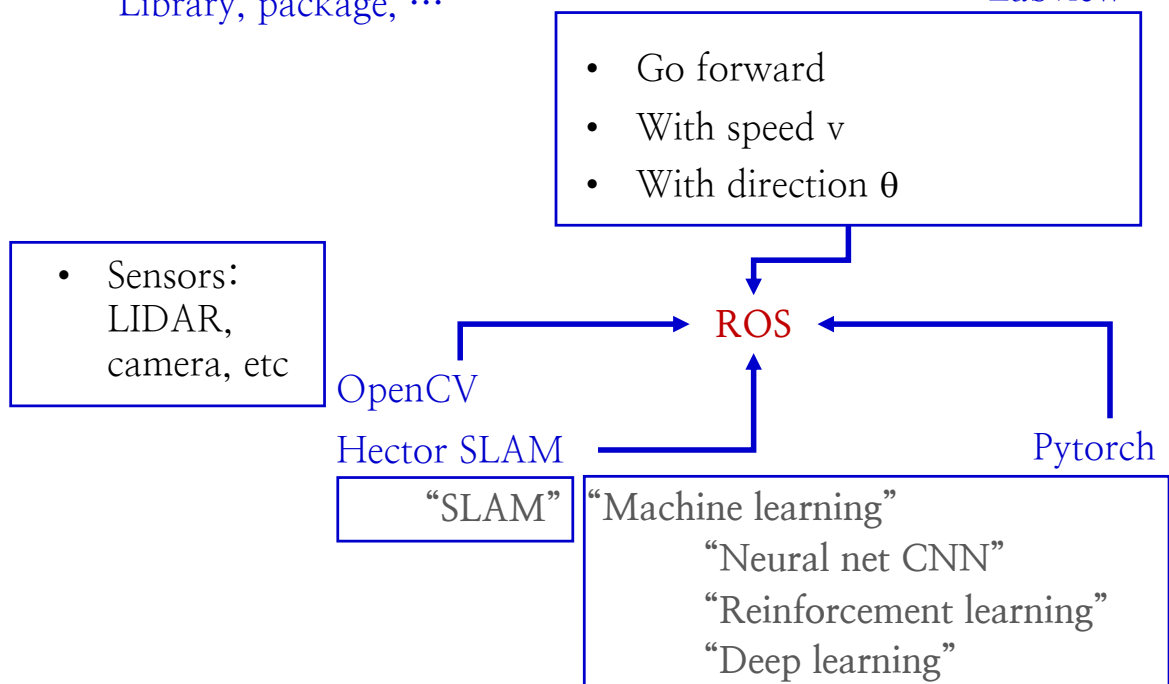 Library, package, ⋯
Labview
• Go forward
• With speed v
• With direction θ
• Sensors:
LIDAR,
camera, etc
ROS
OpenCV
Hector SLAM
Pytorch
“SLAM”
“Machine learning”
“Neural net CNN”
“Reinforcement learning”
“Deep learning”